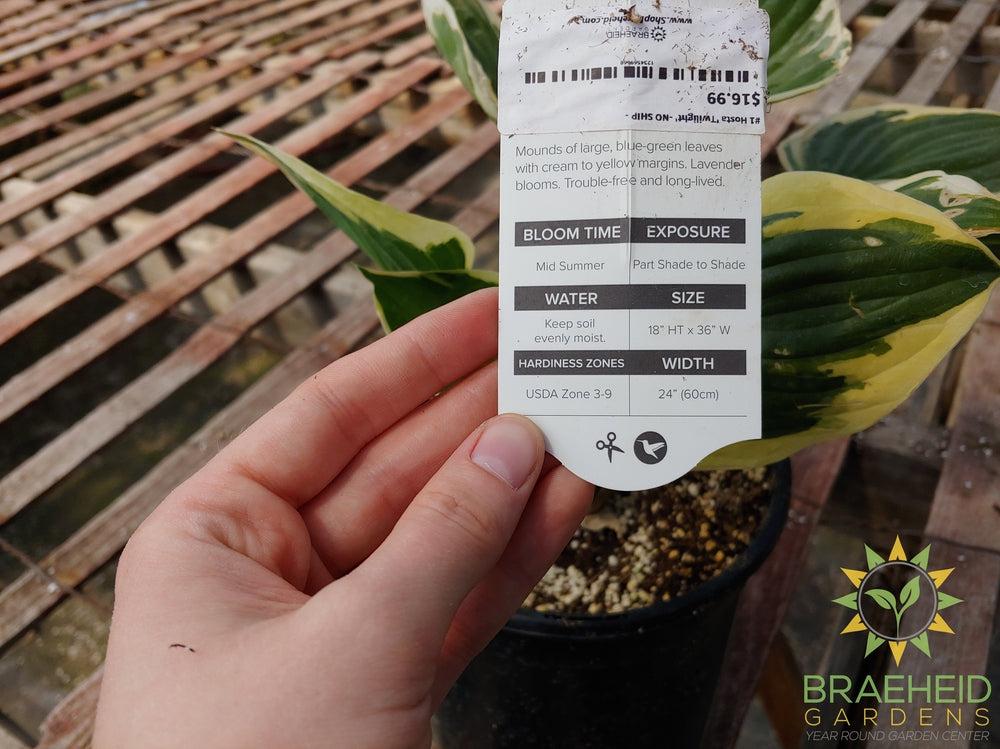 #1 Hosta 'Twilight' -NO SHIP -
$16.99
BRAEHEID
Mounds of large, blue-green leaves
with cream to yellow margins. Lavender
blooms. Trouble-free and long-lived.
BLOOM TIME EXPOSURE
Mid Summer Part Shade to Shade
WATER SIZE
Keep soil
evenly moist.
18" HT x 36" W
HARDINESS ZONES WIDTH
USDA Zone 3-9 24" (60cm)
BRAEHEID
GARDENS
YEAR ROUND GARDEN CENTER